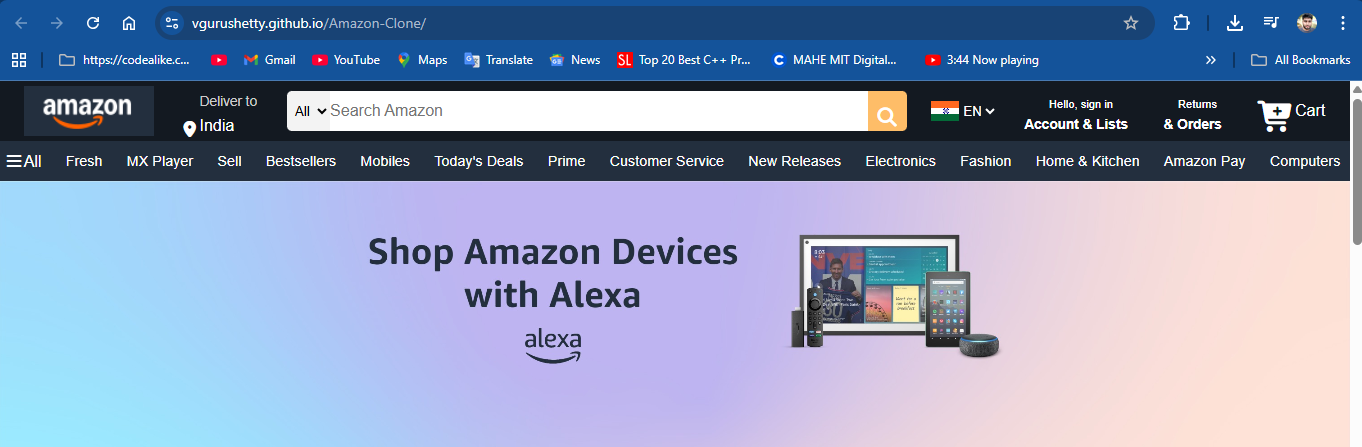 vgurushetty.github.io/Amazon-Clone/
https://codealike.c... Gmail YouTube Maps Translate News SL Top 20 Best C++ Pr... C MAHE MIT Digital... 3:44 Now playing » All Bookmarks
amazon
Deliver to
India
All Search Amazon
EN
Hello, sign in
Account & Lists
Returns
& Orders
Cart
All Fresh MX Player Sell Bestsellers Mobiles Today's Deals Prime Customer Service New Releases Electronics Fashion Home & Kitchen Amazon Pay Computers
Shop Amazon Devices
with Alexa
alexa